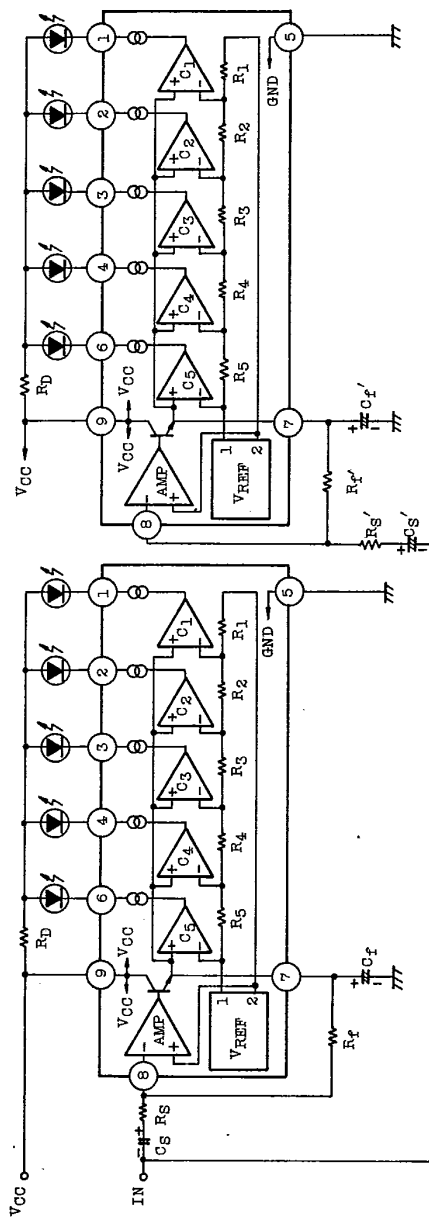 VCC
RD
VCC
VCC
IN
CS
RS
8
AMP
9
6
4
3
2
1
C5
C4
C3
C2
C1
VREF
1
2
R5
R4
R3
R2
R1
GND
5
7
Rf
Cf
VCC
RD
VCC
VCC
8
AMP
9
6
4
3
2
1
C5
C4
C3
C2
C1
VREF
1
2
R5
R4
R3
R2
R1
GND
5
7
Rf'
Cf'
RS'
CS'